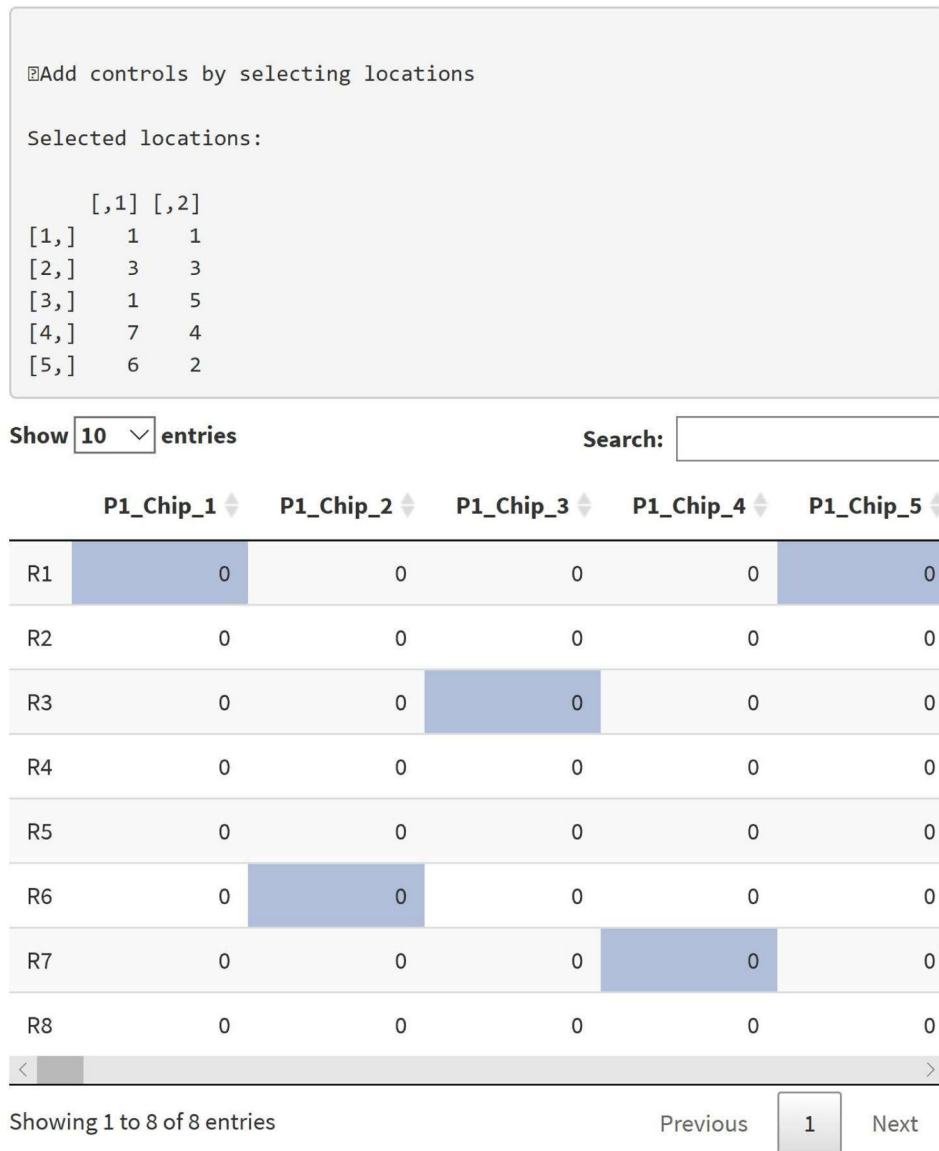 Add controls by selecting locations
Selected locations:
[,1] [,2]
[1,] 1 1
[2,] 3 3
[3,] 1 5
[4,] 7 4
[5,] 6 2
Show 10 entries Search:
P1_Chip_1 P1_Chip_2 P1_Chip_3 P1_Chip_4 P1_Chip_5
R1 0 0 0 0 0
R2 0 0 0 0 0
R3 0 0 0 0 0
R4 0 0 0 0 0
R5 0 0 0 0 0
R6 0 0 0 0 0
R7 0 0 0 0 0
R8 0 0 0 0 0
Showing 1 to 8 of 8 entries Previous 1 Next